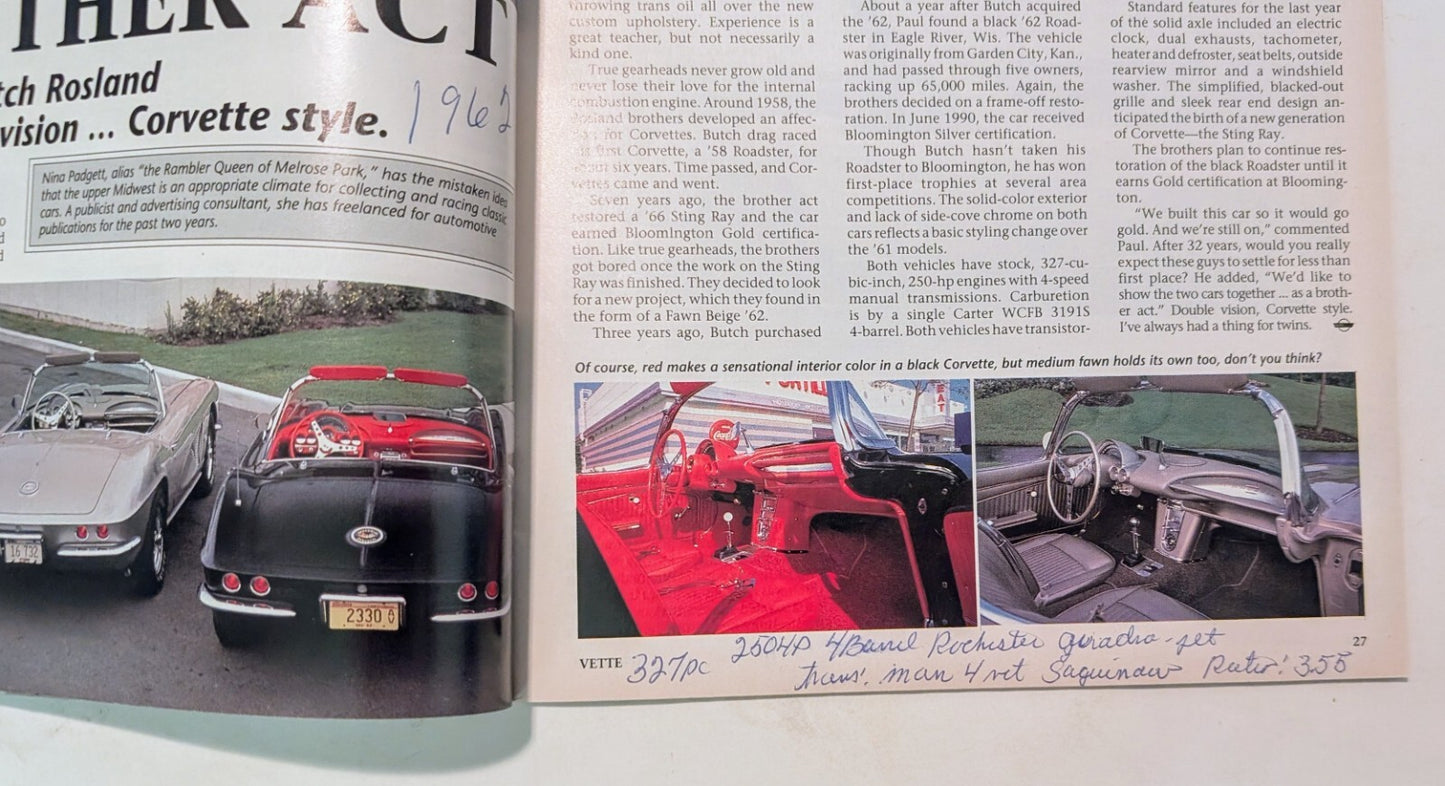 THER ACT
tch Rosland
vision ... Corvette style.
1962
Nina Padgett, alias "the Rambler Queen of Melrose Park," has the mistaken idea
that the upper Midwest is an appropriate climate for collecting and racing classic
cars. A publicist and advertising consultant, she has freelanced for automotive
publications for the past two years.
16 732
2330
throwing trans oil all over the new
custom upholstery. Experience is a
great teacher, but not necessarily a
kind one.
True gearheads never grow old and
never lose their love for the internal
combustion engine. Around 1958, the
Rosland brothers developed an affec-
for Corvettes. Butch drag raced
first Corvette, a '58 Roadster, for
about six years. Time passed, and Cor-
vettes came and went.
Seven years ago, the brother act
restored a '66 Sting Ray and the car
earned BloomIngton Gold certifica-
tion. Like true gearheads, the brothers
got bored once the work on the Sting
Ray was finished. They decided to look
for a new project, which they found in
the form of a Fawn Beige '62.
Three years ago, Butch purchased
About a year after Butch acquired
the '62, Paul found a black '62 Road-
ster in Eagle River, Wis. The vehicle
was originally from Garden City, Kan.,
and had passed through five owners,
racking up 65,000 miles. Again, the
brothers decided on a frame-off resto-
ration. In June 1990, the car received
Bloomington Silver certification.
Though Butch hasn't taken his
Roadster to Bloomington, he has won
first-place trophies at several area
competitions. The solid-color exterior
and lack of side-cove chrome on both
cars reflects a basic styling change over
the '61 models.
Both vehicles have stock, 327-cu-
bic-inch, 250-hp engines with 4-speed
manual transmissions. Carburetion
is by a single Carter WCFB 3191S
4-barrel. Both vehicles have transistor-
Standard features for the last year
of the solid axle included an electric
clock, dual exhausts, tachometer,
heater and defroster, seat belts, outside
rearview mirror and a windshield
washer. The simplified, blacked-out
grille and sleek rear end design an-
ticipated the birth of a new generation
of Corvette—the Sting Ray.
The brothers plan to continue res-
toration of the black Roadster until it
earns Gold certification at Blooming-
ton.
"We built this car so it would go
gold. And we're still on," commented
Paul. After 32 years, would you really
expect these guys to settle for less than
first place? He added, "We'd like to
show the two cars together ... as a broth-
er act." Double vision, Corvette style.
I've always had a thing for twins.
Of course, red makes a sensational interior color in a black Corvette, but medium fawn holds its own too, don't you think?
EAT
VETTE
27
327pc 250HP 4 Barrel Rochester Quadra-jet
trans: man 4 vit Saguinaw Ratio: 3.55